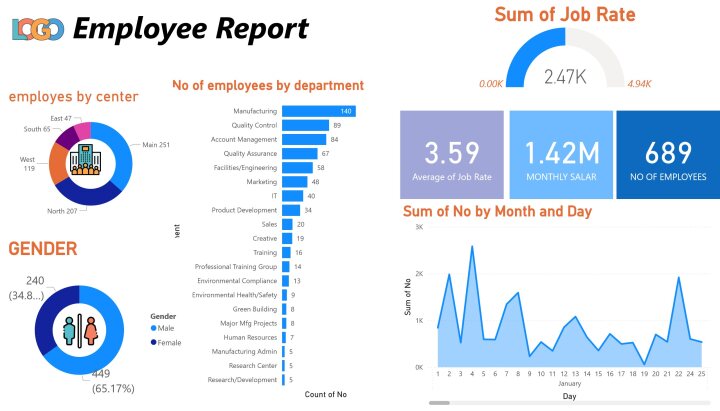 LOGO Employee Report
employes by center
East 47
South 65
Main 251
West
119
North 207
GENDER
240
(34.8...)
449
(65.17%)
Gender
Male
Female
No of employees by department
Manufacturing 140
Quality Control 89
Account Management 84
Quality Assurance 67
Facilities/Engineering 58
Marketing 48
IT 40
Product Development 34
Sales 20
Creative 19
Training 16
Professional Training Group 14
Environmental Compliance 13
Environmental Health/Safety 9
Green Building 8
Major Mfg Projects 8
Human Resources 7
Manufacturing Admin 5
Research Center 5
Research/Development 5
Count of No
Sum of Job Rate
2.47K
0.00K 4.94K
3.59
Average of Job Rate
1.42M
MONTHLY SALAR
689
NO OF EMPLOYEES
Sum of No by Month and Day
Sum of No
3K
2K
1K
0K
1 2 3 4 5 6 7 8 9 10 11 12 13 14 15 16 17 18 19 20 21 22 23 24 25
January
Day